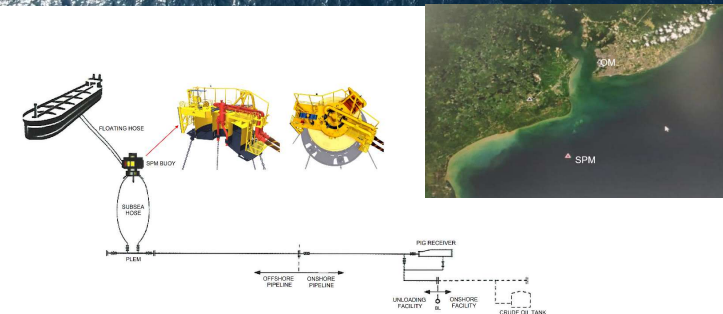 OM
SPM
FLOATING HOSE
SPM BUOY
SUBSEA
HOSE
PLEM
PIG RECEIVER
OFFSHORE
PIPELINE
ONSHORE
PIPELINE
UNLOADING
FACILITY
BL
ONSHORE
FACILITY
CRUDE OIL TANK